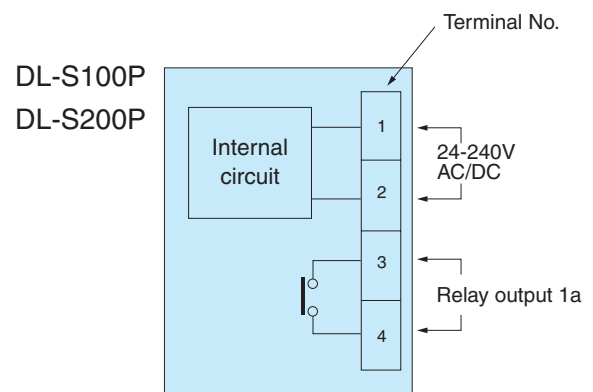 Terminal No.
DL-S100P
DL-S200P
Internal
circuit
1
2
3
4
24-240V
AC/DC
Relay output 1a